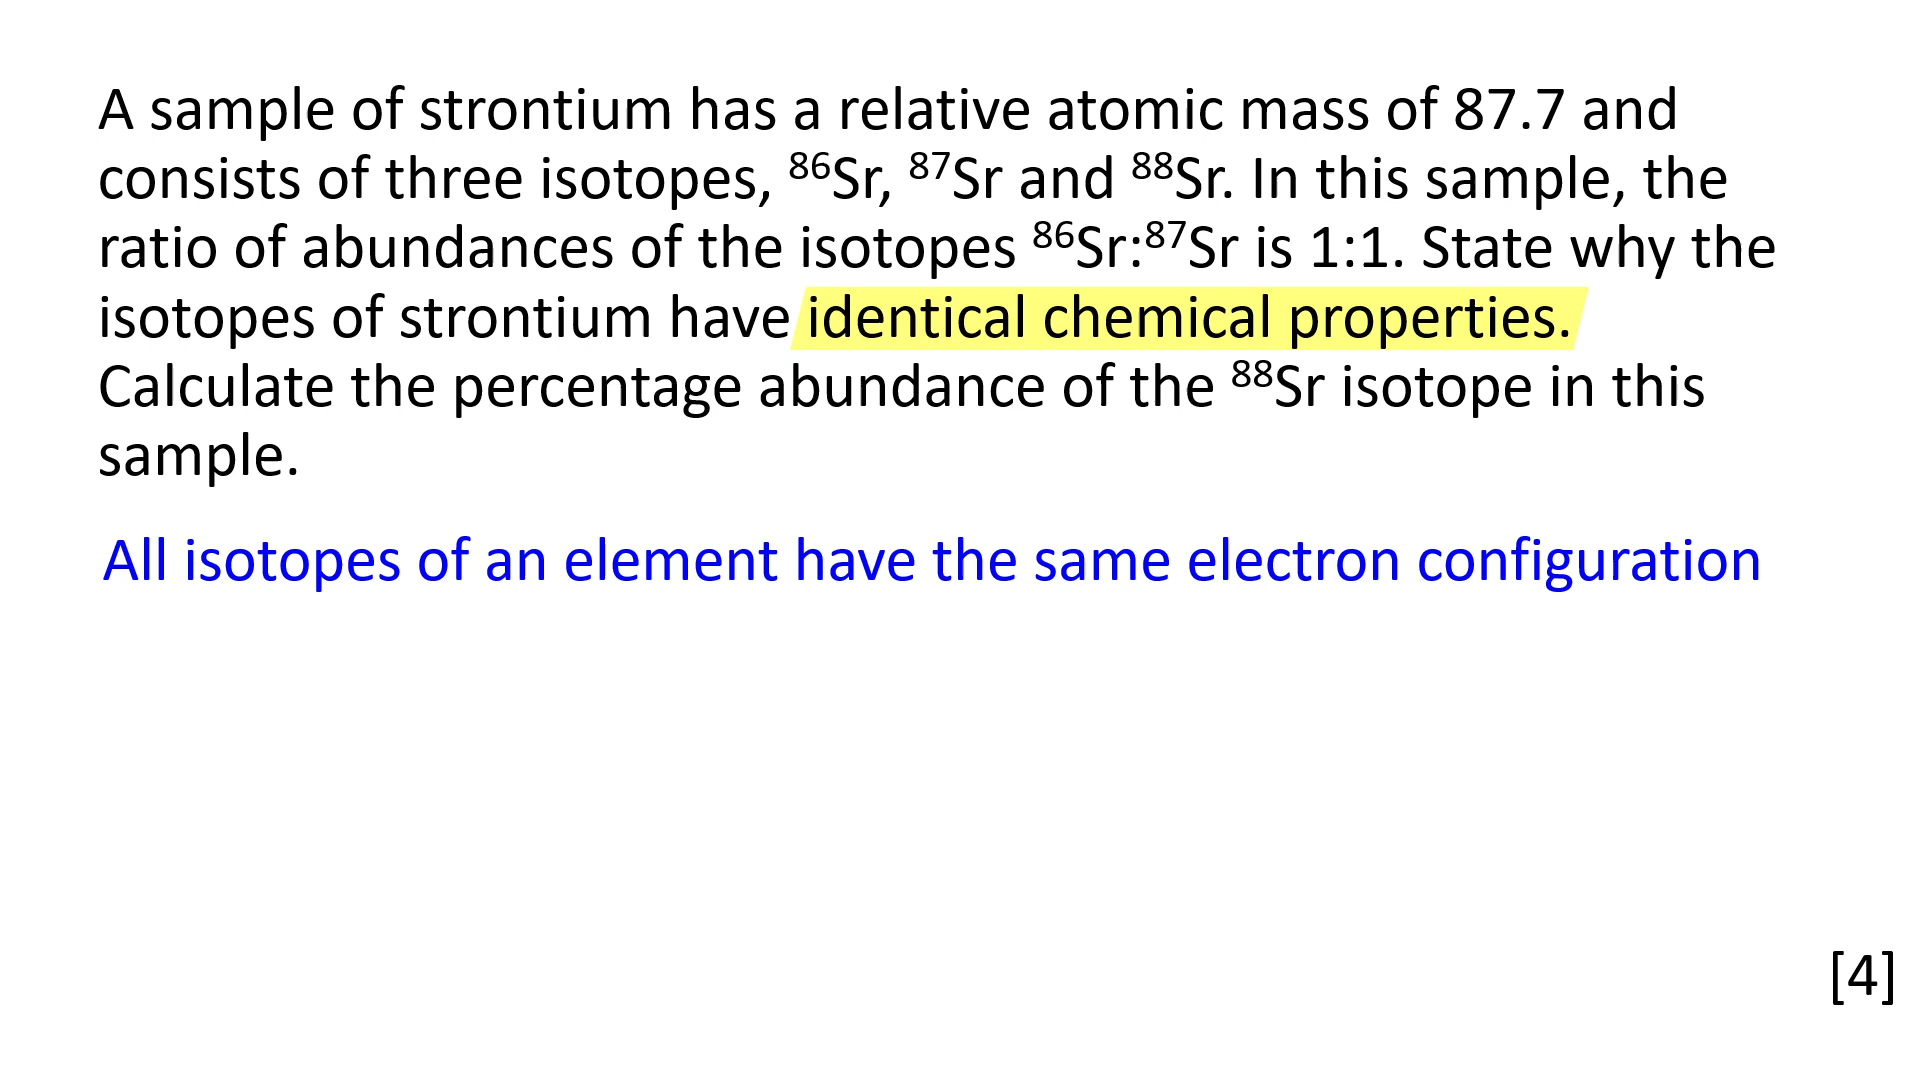 A sample of strontium has a relative atomic mass of 87.7 and
consists of three isotopes, ⁸⁶Sr, ⁸⁷Sr and ⁸⁸Sr. In this sample, the
ratio of abundances of the isotopes ⁸⁶Sr:⁸⁷Sr is 1:1. State why the
isotopes of strontium have identical chemical properties.
Calculate the percentage abundance of the ⁸⁸Sr isotope in this
sample.
All isotopes of an element have the same electron configuration
[4]